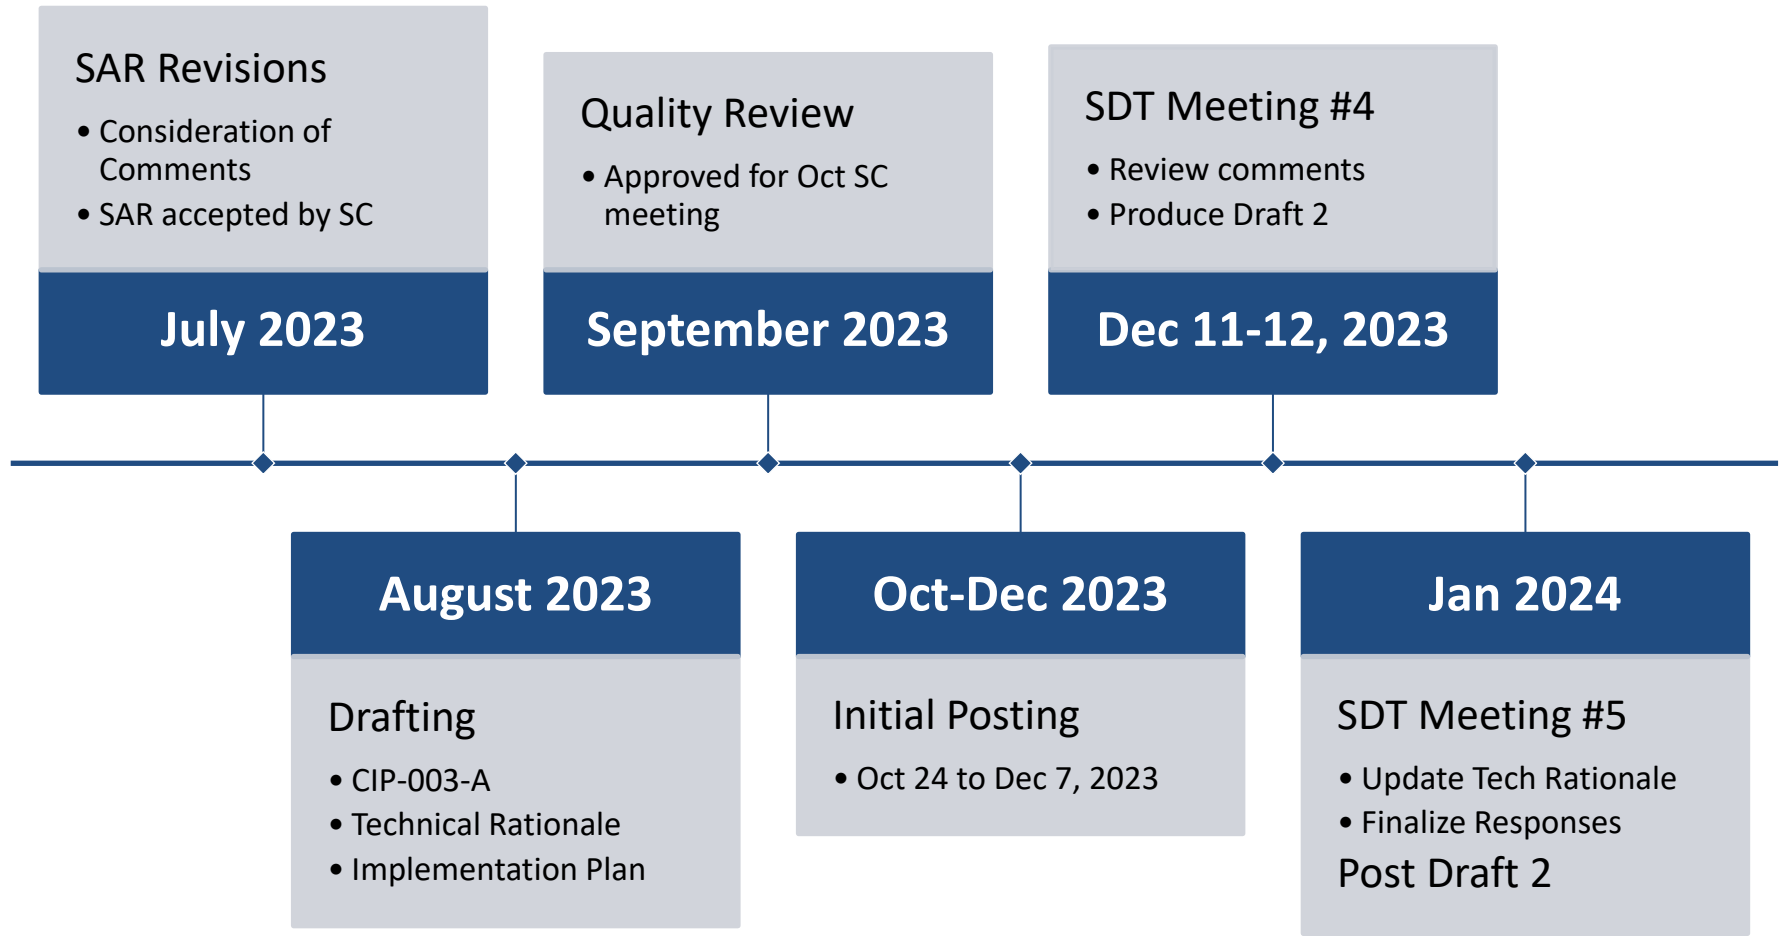 SAR Revisions
• Consideration of
Comments
• SAR accepted by SC
July 2023
August 2023
Drafting
• CIP-003-A
• Technical Rationale
• Implementation Plan
Quality Review
• Approved for Oct SC
meeting
September 2023
Oct-Dec 2023
Initial Posting
• Oct 24 to Dec 7, 2023
SDT Meeting #4
• Review comments
• Produce Draft 2
Dec 11-12, 2023
Jan 2024
SDT Meeting #5
• Update Tech Rationale
• Finalize Responses
Post Draft 2